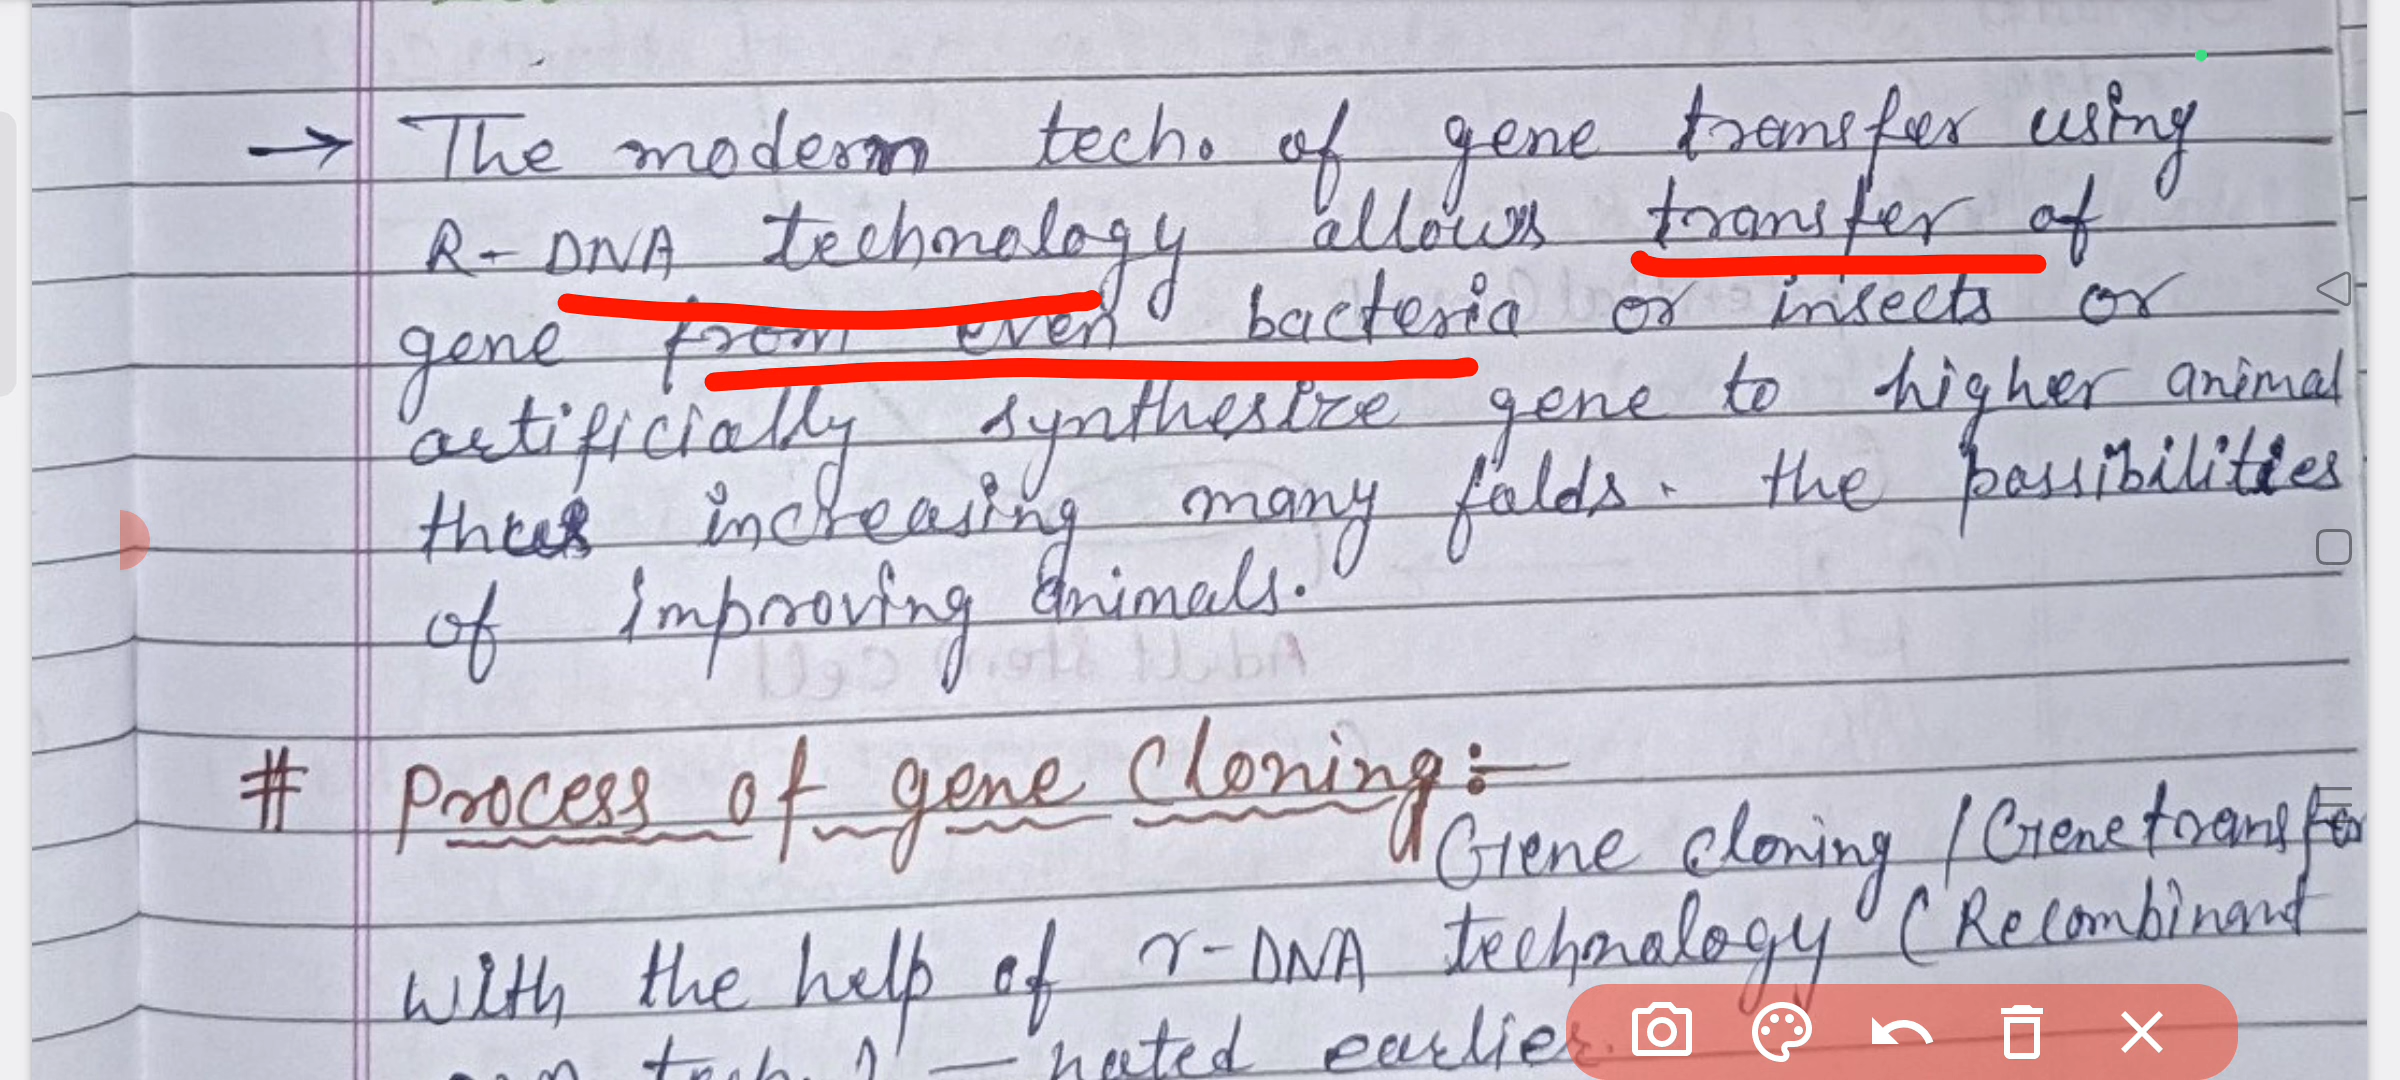 → The modern tech. of gene transfer using
R-DNA technology allows transfer of
gene from even bacteria or insects or
artificially synthesize gene to higher animal
thus increasing many folds. the possibilities
of improving animals.
# Process of gene Cloning:-
Gene cloning / Gene transfer
with the help of r-DNA technology (Recombinant
tech.) — noted earlier.